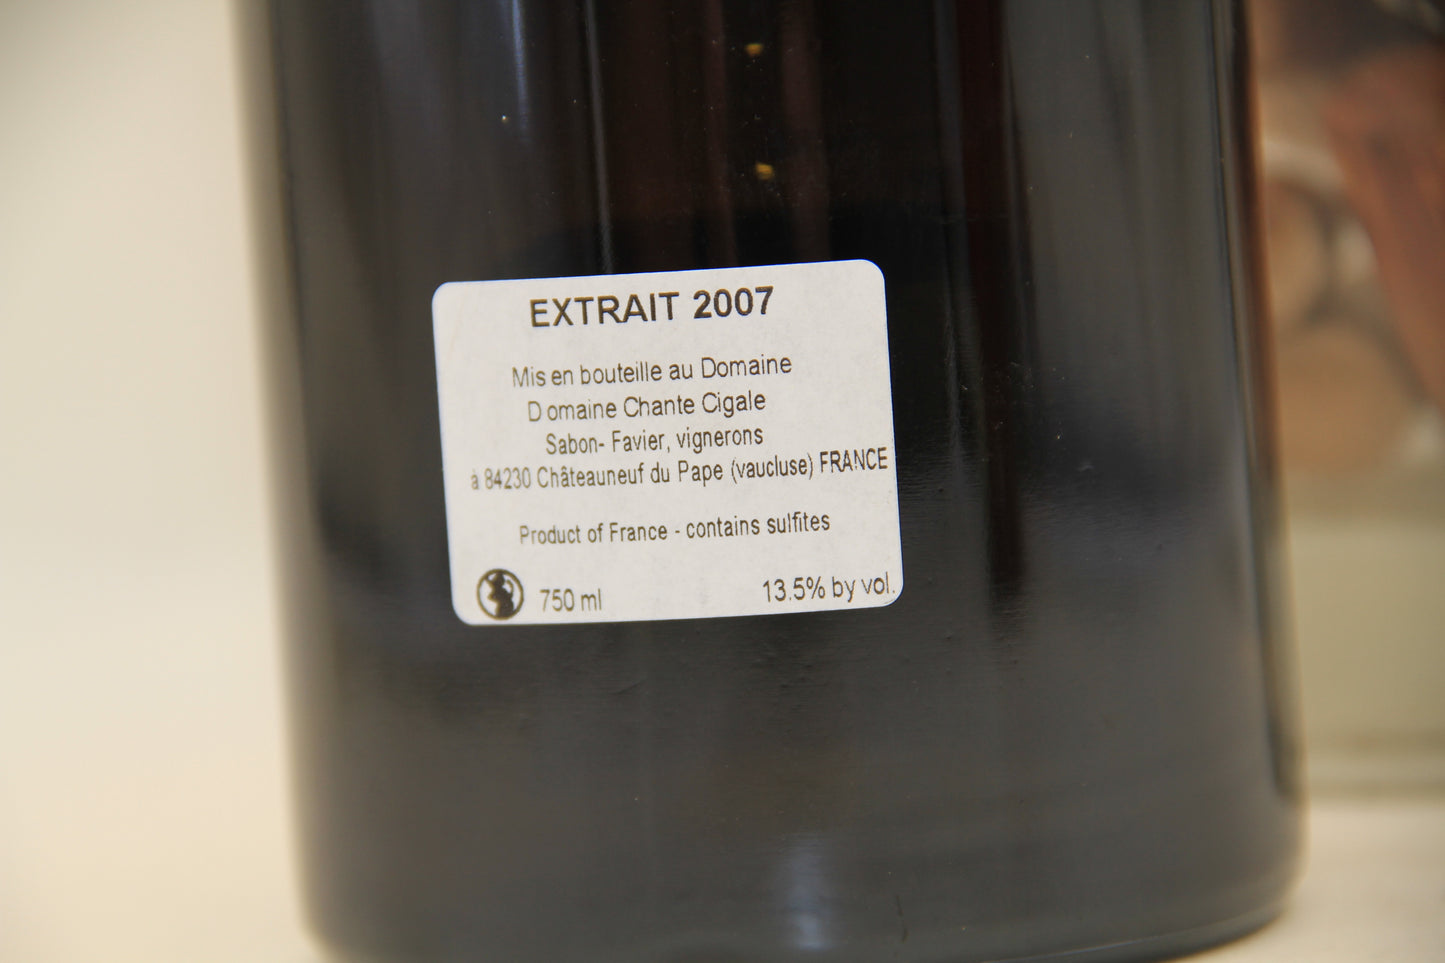 EXTRAIT 2007
Mis en bouteille au Domaine
Domaine Chante Cigale
Sabon- Favier, vignerons
à 84230 Châteauneuf du Pape (vaucluse) FRANCE
Product of France - contains sulfites
750 ml 13.5% by vol.